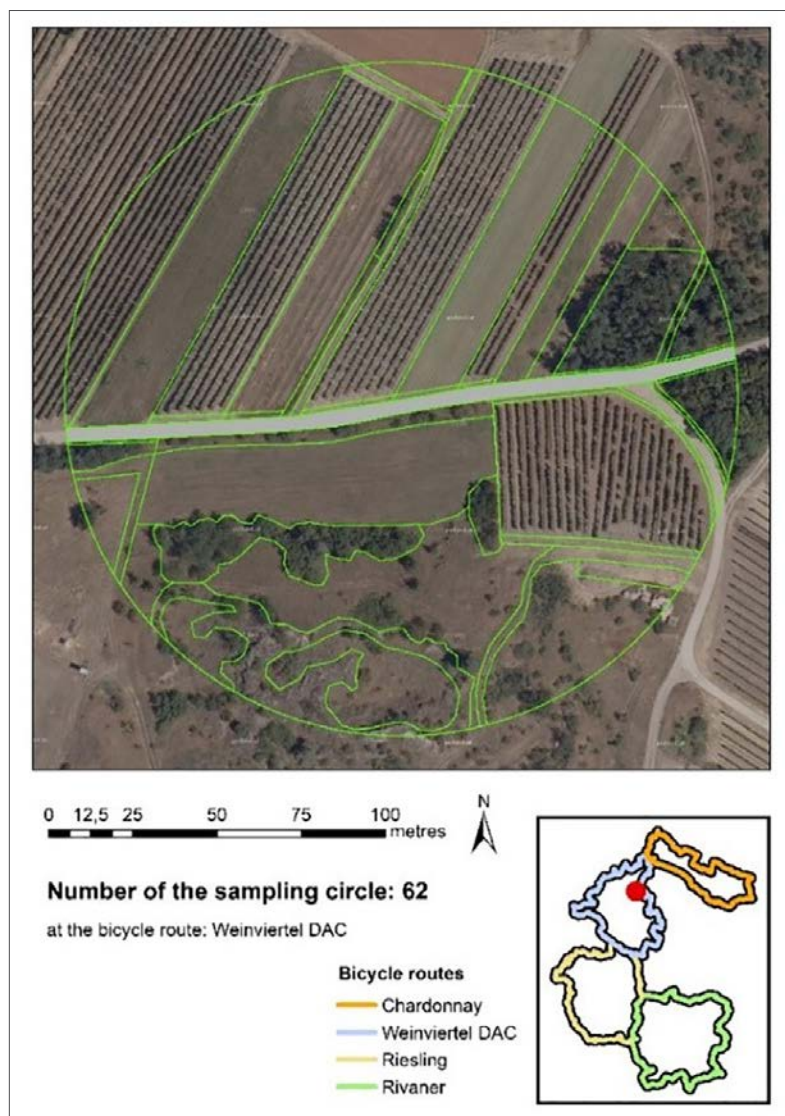 0 12,5 25 50 75 100
metres
N
Number of the sampling circle: 62
at the bicycle route: Weinviertel DAC
Bicycle routes
Chardonnay
Weinviertel DAC
Riesling
Rivaner